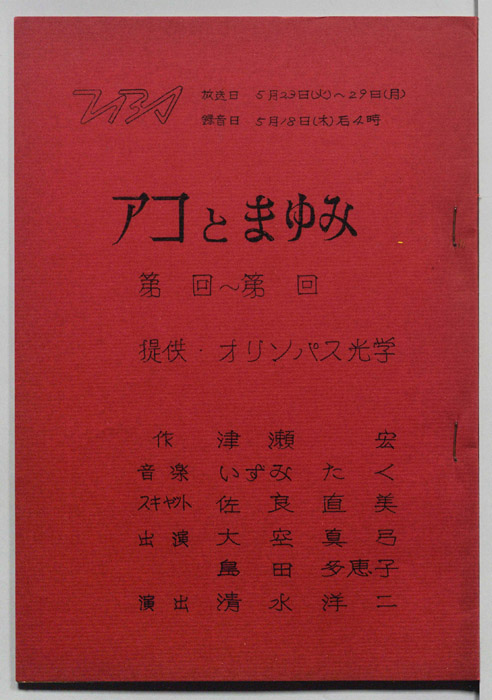 TBS
放送日 5月23日(火)〜29日(月)
録音日 5月18日(木)后4時
アコとまゆみ
第 回〜第 回
提供・オリンパス光学
作 津瀬 宏
音楽 いずみ たく
スキャット 佐良直美
出演 大空真弓
島田多恵子
演出 清水洋二